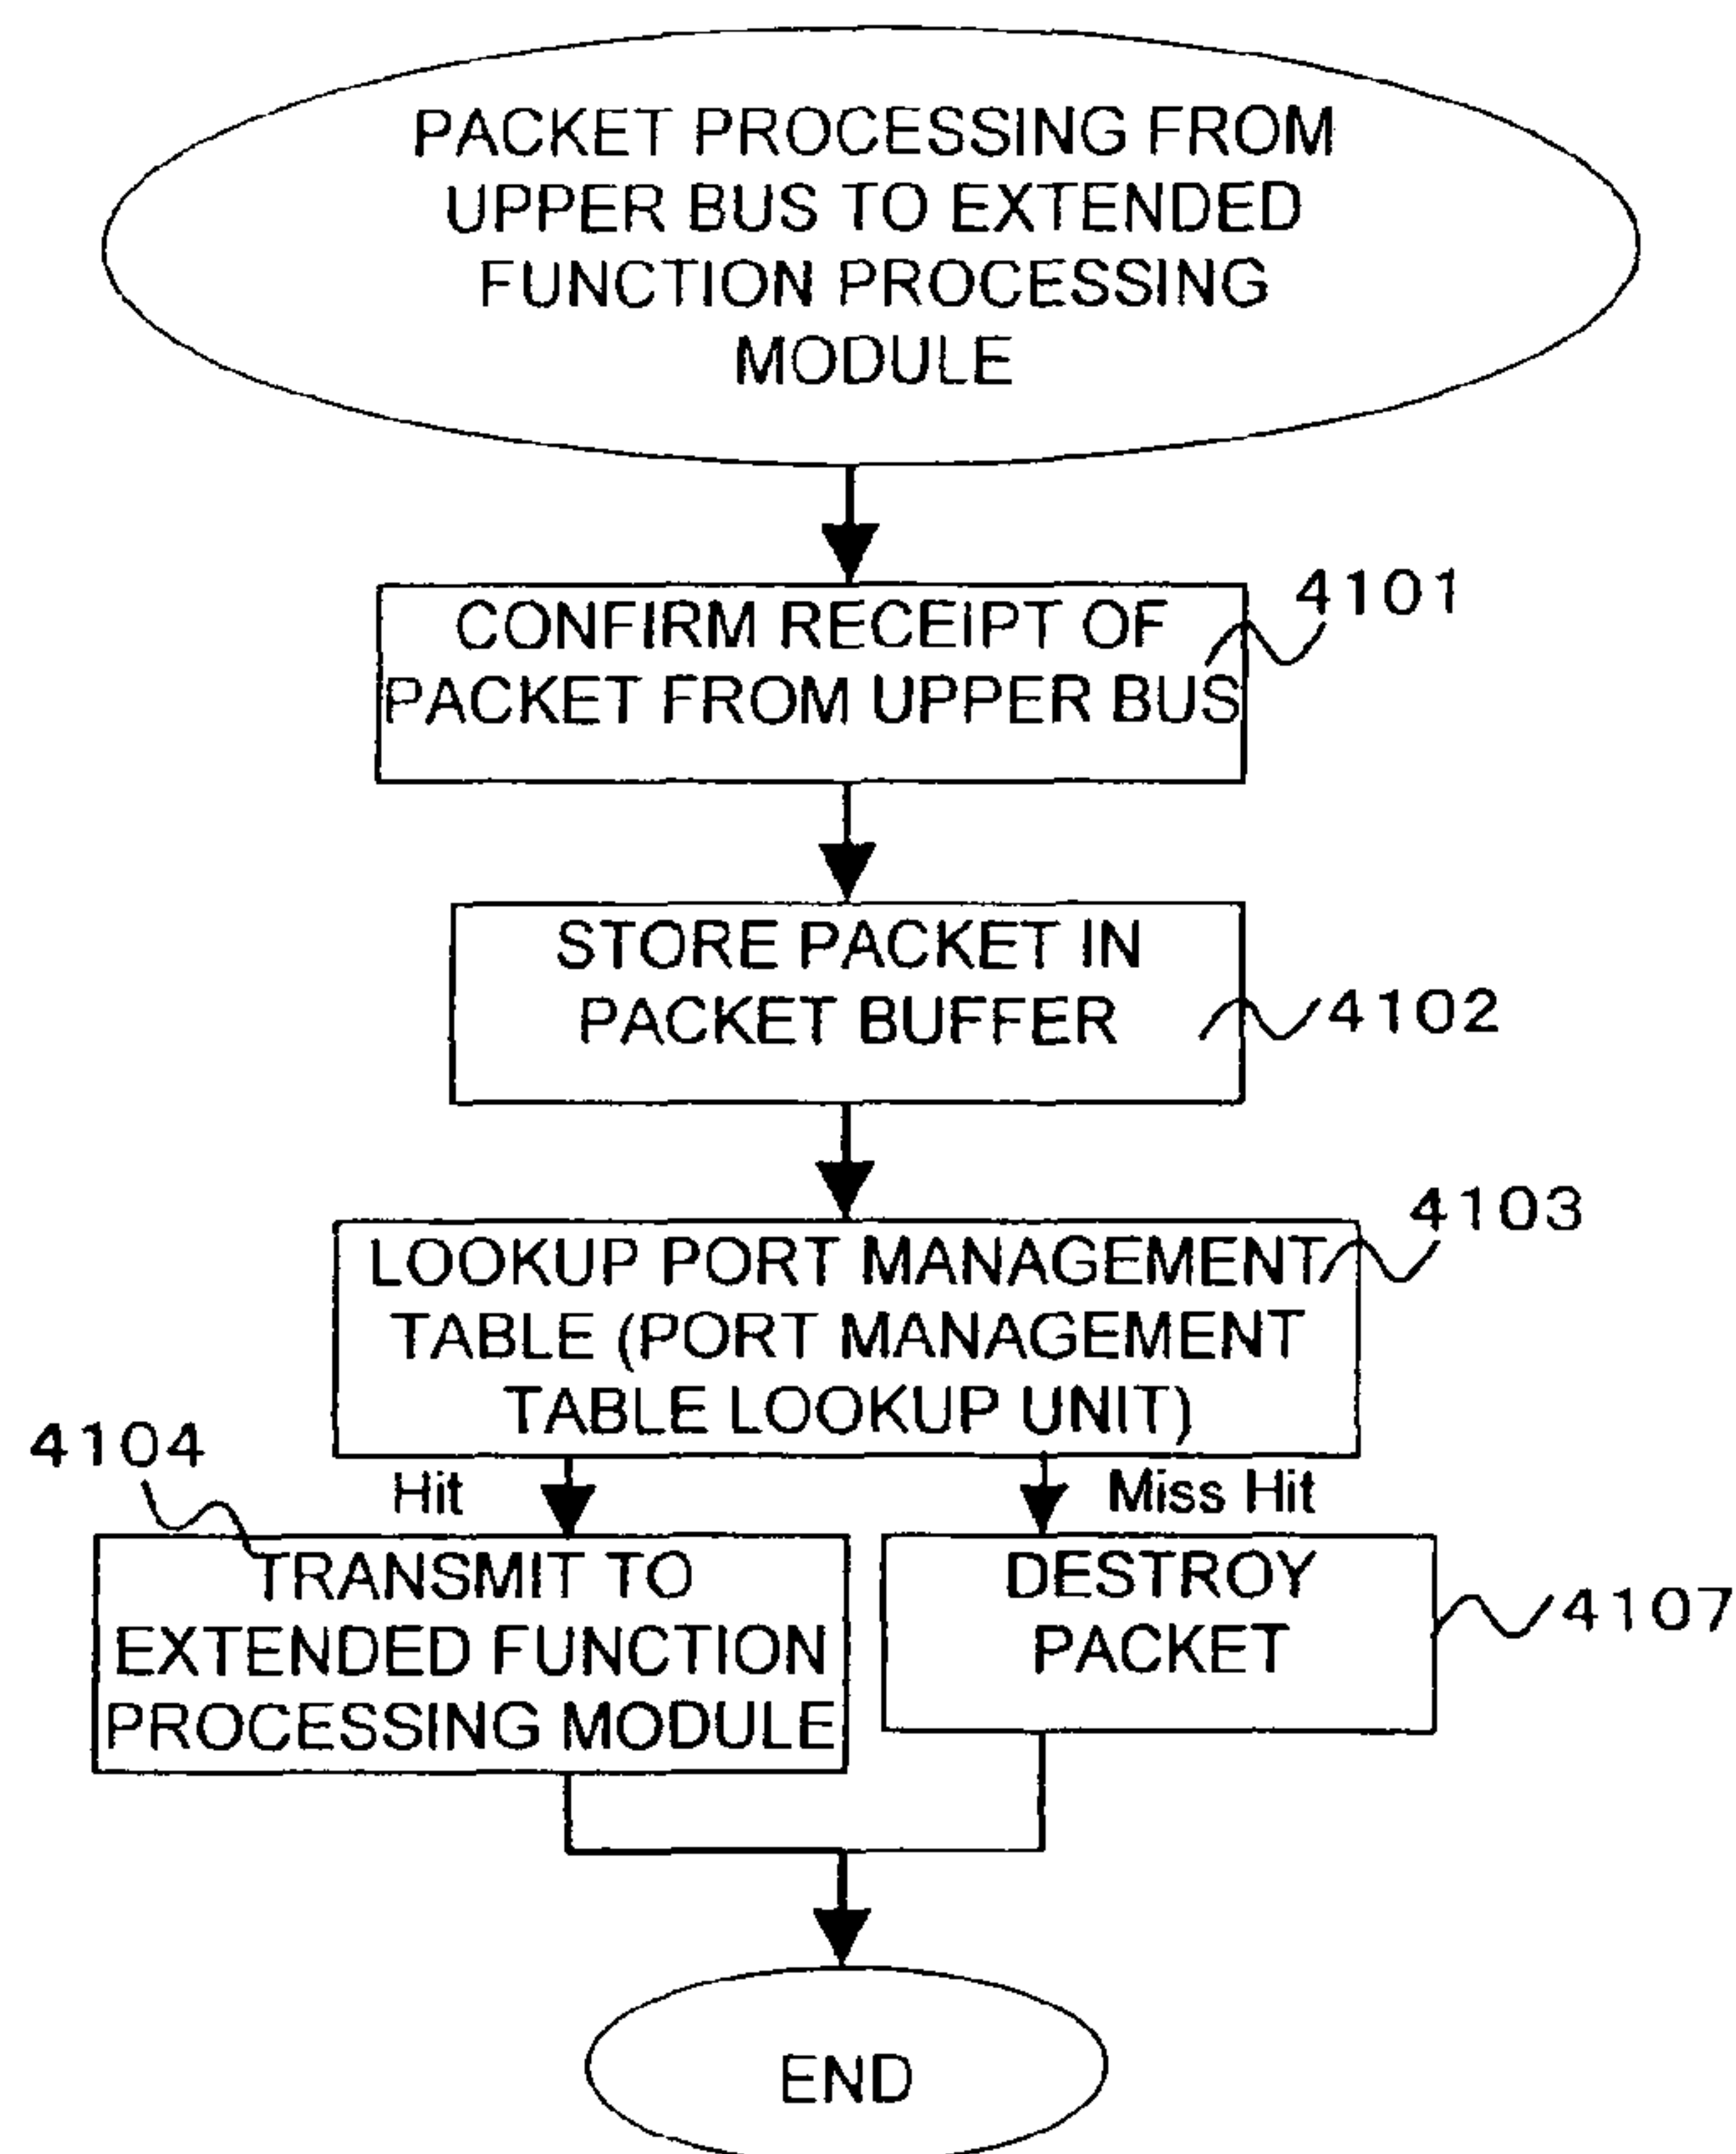 PACKET PROCESSING FROM
UPPER BUS TO EXTENDED
FUNCTION PROCESSING
MODULE
4101
CONFIRM RECEIPT OF
PACKET FROM UPPER BUS
STORE PACKET IN
PACKET BUFFER
4102
4103
LOOKUP PORT MANAGEMENT
TABLE (PORT MANAGEMENT
TABLE LOOKUP UNIT)
4104
Hit
Miss Hit
TRANSMIT TO
EXTENDED FUNCTION
PROCESSING MODULE
DESTROY
PACKET
4107
END